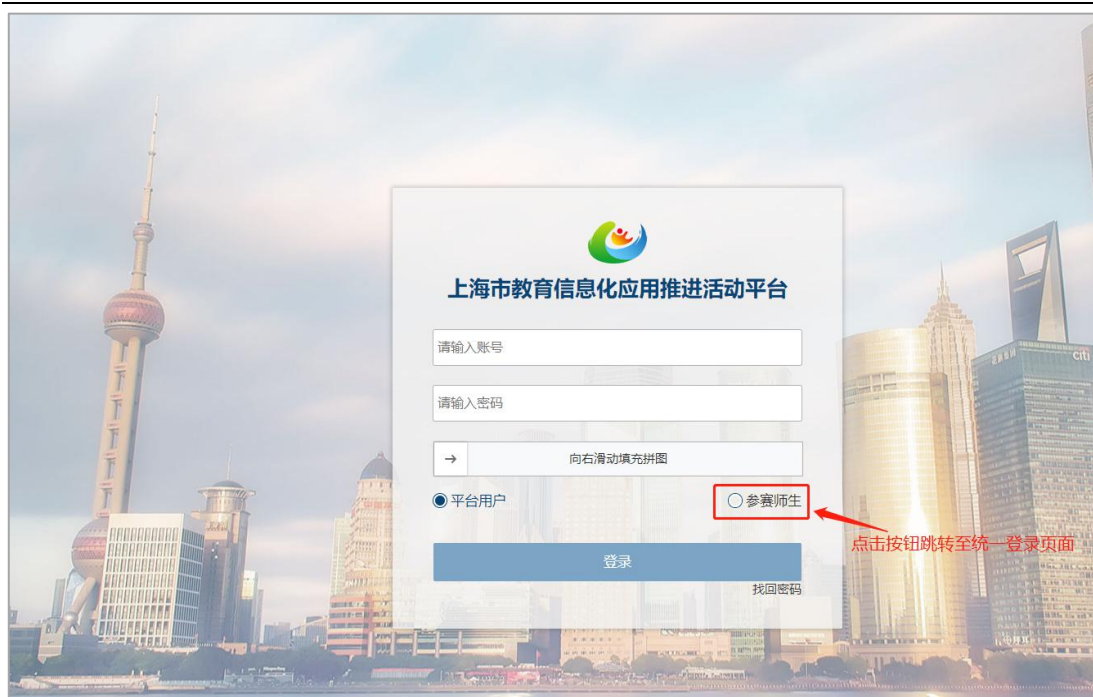 上海市教育信息化应用推进活动平台
请输入账号
请输入密码
→ 向右滑动填充拼图
平台用户
参赛师生
点击按钮跳转至统一登录页面
登录
找回密码
citi